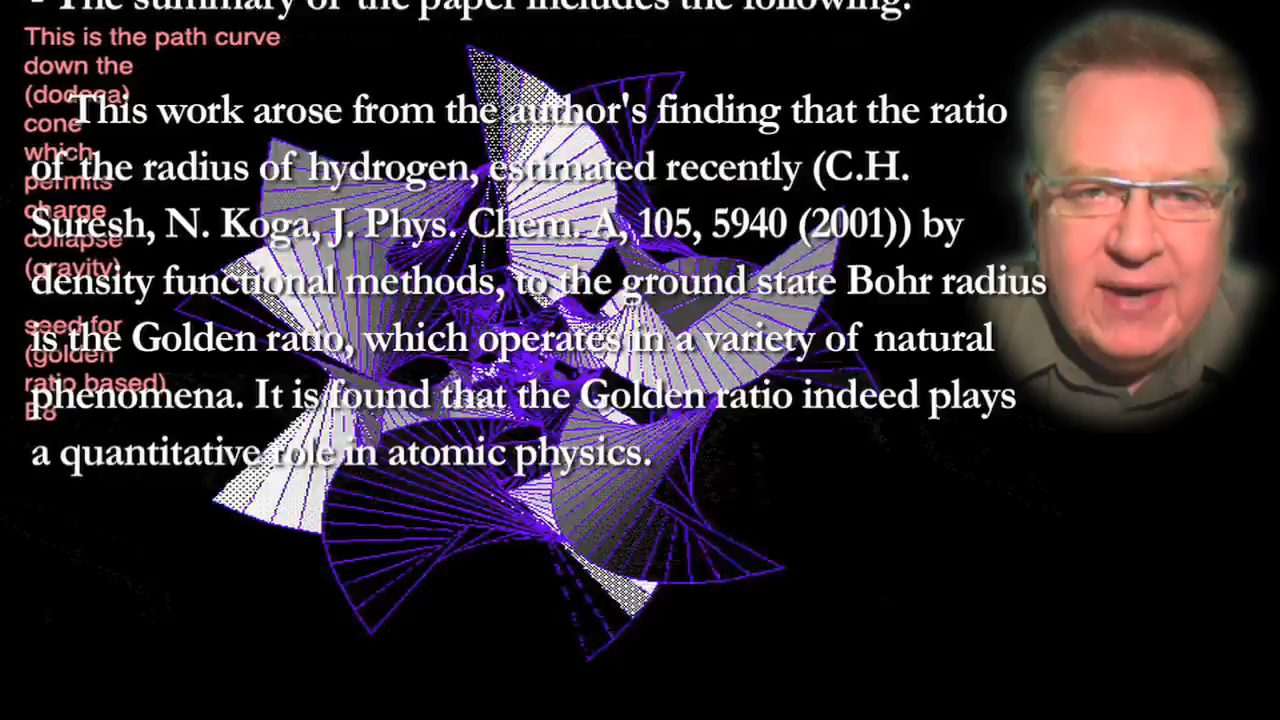 - The summary of the paper includes the following:
This is the path curve
down the
(dodeca)
cone
which
permits
charge
collapse
(gravity)
seed for
(golden
ratio based)
E8
This work arose from the author's finding that the ratio
of the radius of hydrogen, estimated recently (C.H.
Suresh, N. Koga, J. Phys. Chem. A, 105, 5940 (2001)) by
density functional methods, to the ground state Bohr radius
is the Golden ratio, which operates in a variety of natural
phenomena. It is found that the Golden ratio indeed plays
a quantitative role in atomic physics.